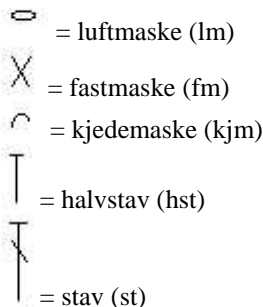 = luftmaske (lm)
= fastmaske (fm)
= kjedemaske (kjm)
= halvstav (hst)
= stav (st)